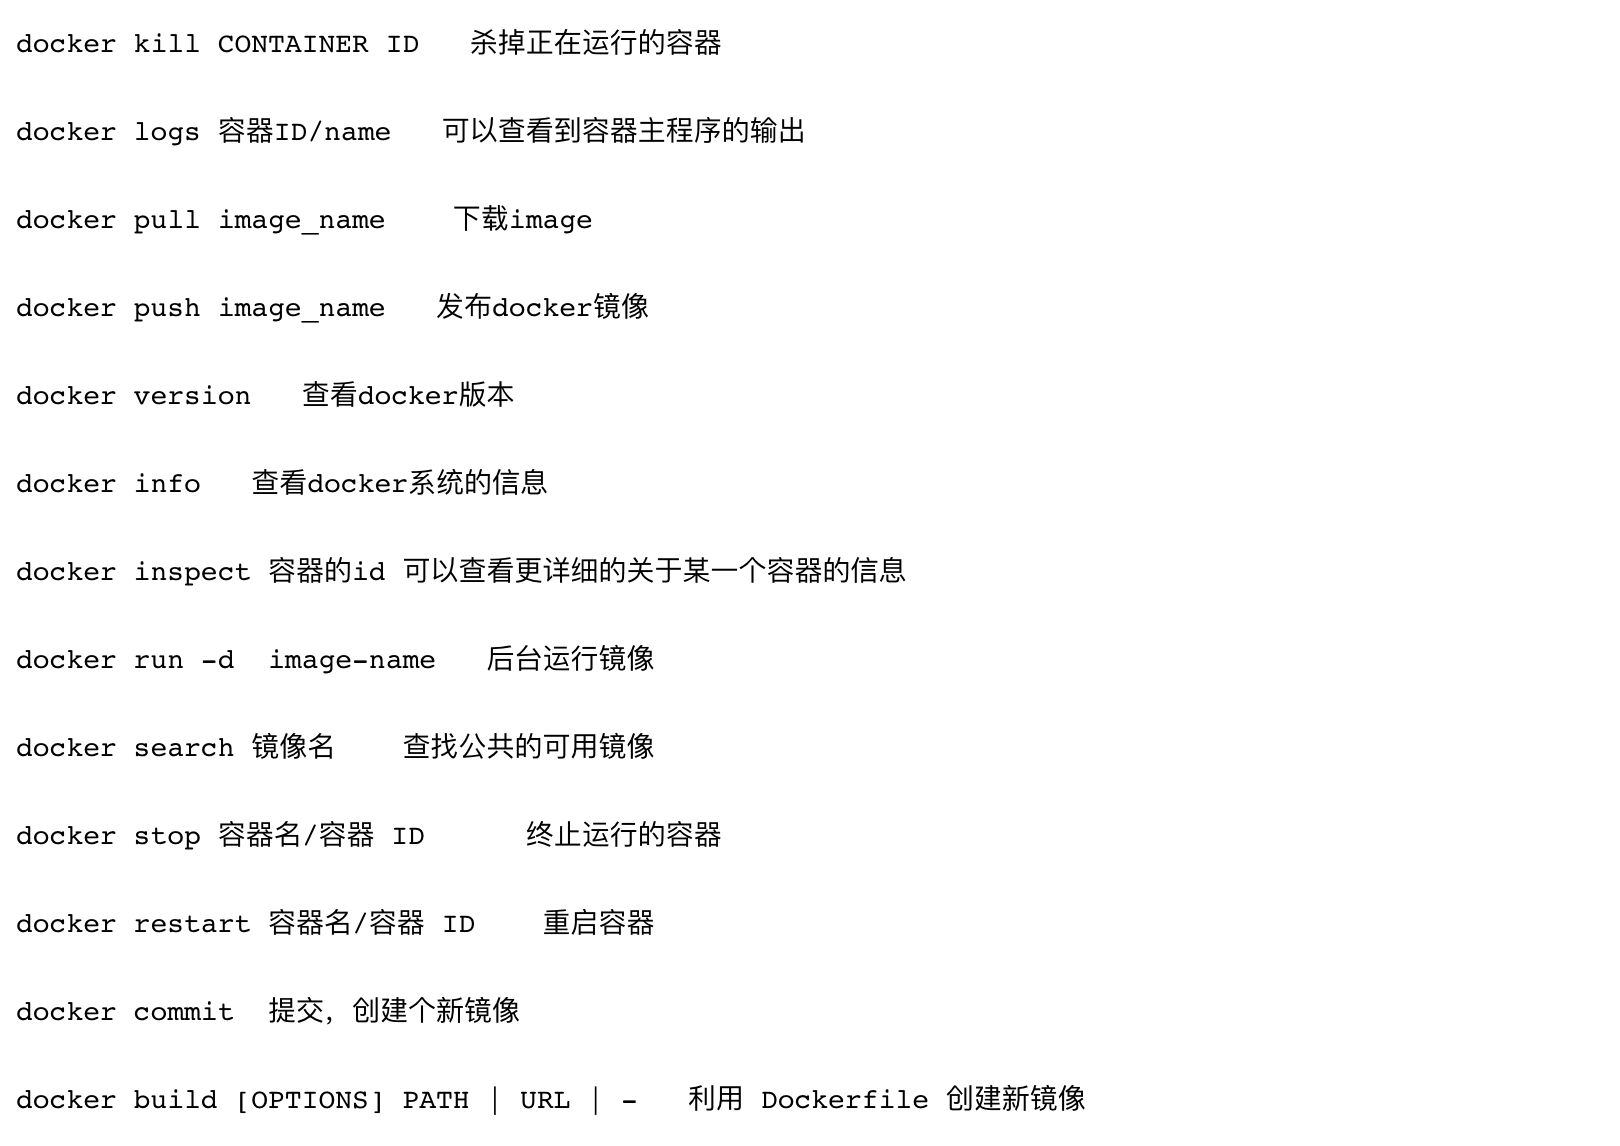 docker kill CONTAINER ID   杀掉正在运行的容器
docker logs 容器ID/name   可以查看到容器主程序的输出
docker pull image_name    下载image
docker push image_name   发布docker镜像
docker version   查看docker版本
docker info   查看docker系统的信息
docker inspect 容器的id 可以查看更详细的关于某一个容器的信息
docker run -d  image-name   后台运行镜像
docker search 镜像名    查找公共的可用镜像
docker stop 容器名/容器 ID      终止运行的容器
docker restart 容器名/容器 ID    重启容器
docker commit  提交，创建个新镜像
docker build [OPTIONS] PATH | URL | -   利用 Dockerfile 创建新镜像